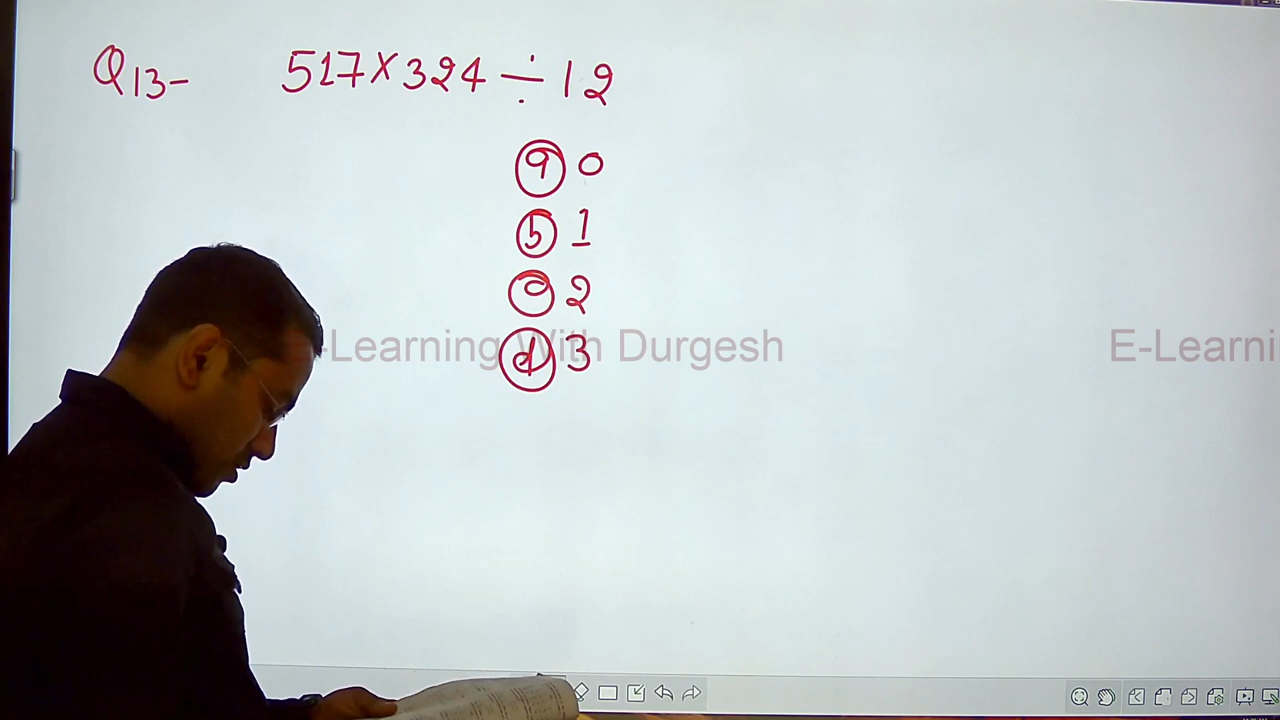 Q13- 517×324 ÷ 12
a 0
b 1
c 2
d 3
-Learning With Durgesh
E-Learni